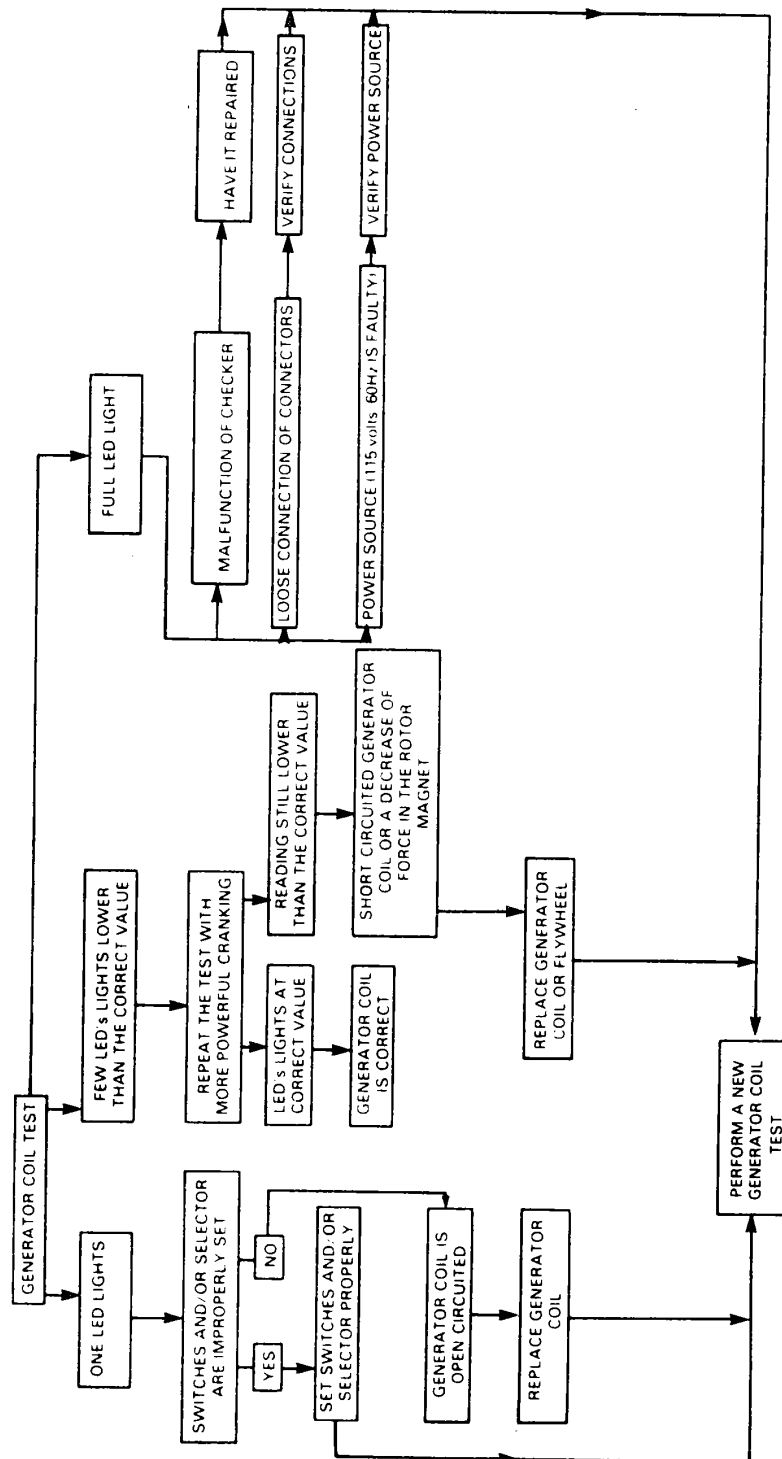 GENERATOR COIL TEST
ONE LED LIGHTS
SWITCHES AND/OR SELECTOR
ARE IMPROPERLY SET
YES
NO
SET SWITCHES AND/OR
SELECTOR PROPERLY
GENERATOR COIL IS
OPEN CIRCUITED
REPLACE GENERATOR
COIL
FEW LED's LIGHTS LOWER
THAN THE CORRECT VALUE
REPEAT THE TEST WITH
MORE POWERFUL CRANKING
LED's LIGHTS AT
CORRECT VALUE
GENERATOR COIL
IS CORRECT
READING STILL LOWER
THAN THE CORRECT VALUE
SHORT CIRCUITED GENERATOR
COIL OR A DECREASE OF
FORCE IN THE ROTOR
MAGNET
REPLACE GENERATOR
COIL OR FLYWHEEL
FULL LED LIGHT
MALFUNCTION OF CHECKER
HAVE IT REPAIRED
LOOSE CONNECTION OF CONNECTORS
VERIFY CONNECTIONS
POWER SOURCE (115 volts 60Hz IS FAULTY)
VERIFY POWER SOURCE
PERFORM A NEW
GENERATOR COIL
TEST